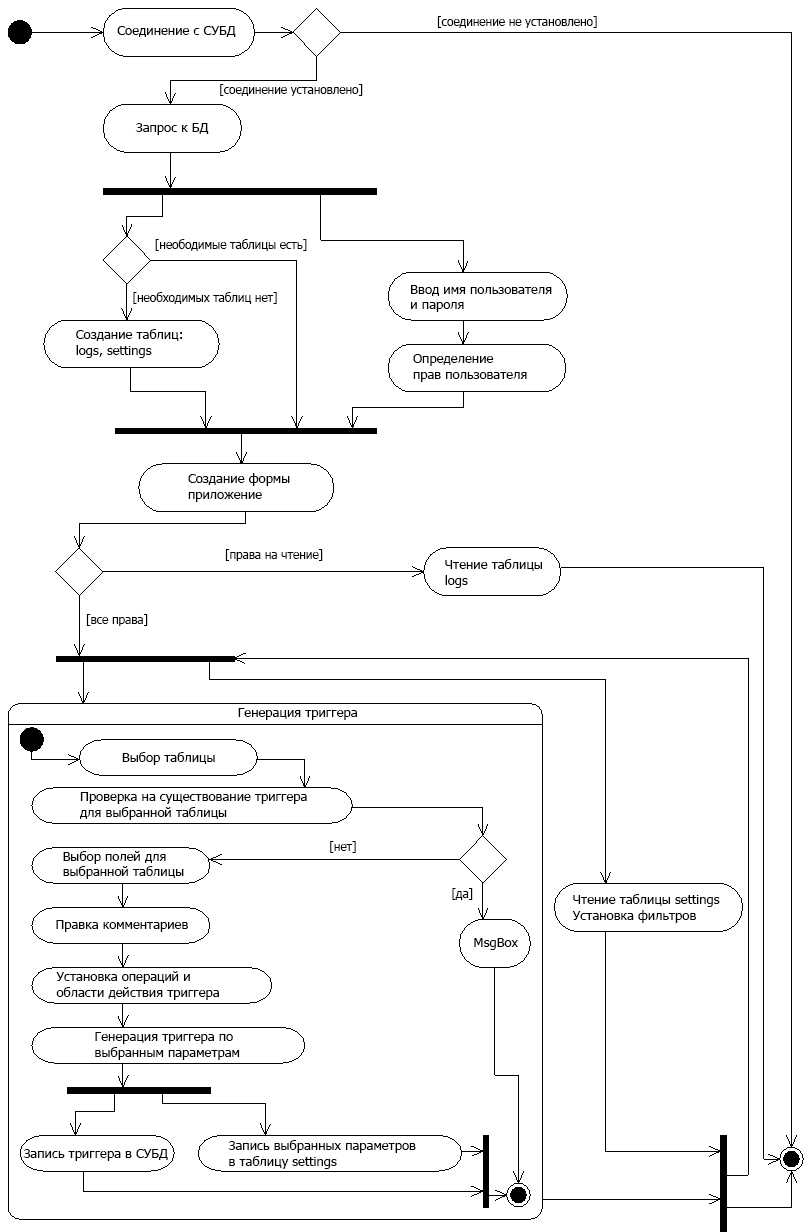 [соединение не установлено]
Соединение с СУБД
[соединение установлено]
Запрос к БД
[неободимые таблицы есть]
[необходимых таблиц нет]
Ввод имя пользователя
и пароля
Создание таблиц:
logs, settings
Определение
прав пользователя
Создание формы
приложение
[права на чтение]
Чтение таблицы
logs
[все права]
Генерация триггера
Выбор таблицы
Проверка на существование триггера
для выбранной таблицы
[нет]
Выбор полей для
выбранной таблицы
[да]
Чтение таблицы settings
Установка фильтров
Правка комментариев
MsgBox
Установка операций и
области действия триггера
Генерация триггера по
выбранным параметрам
Запись триггера в СУБД
Запись выбранных параметров
в таблицу settings